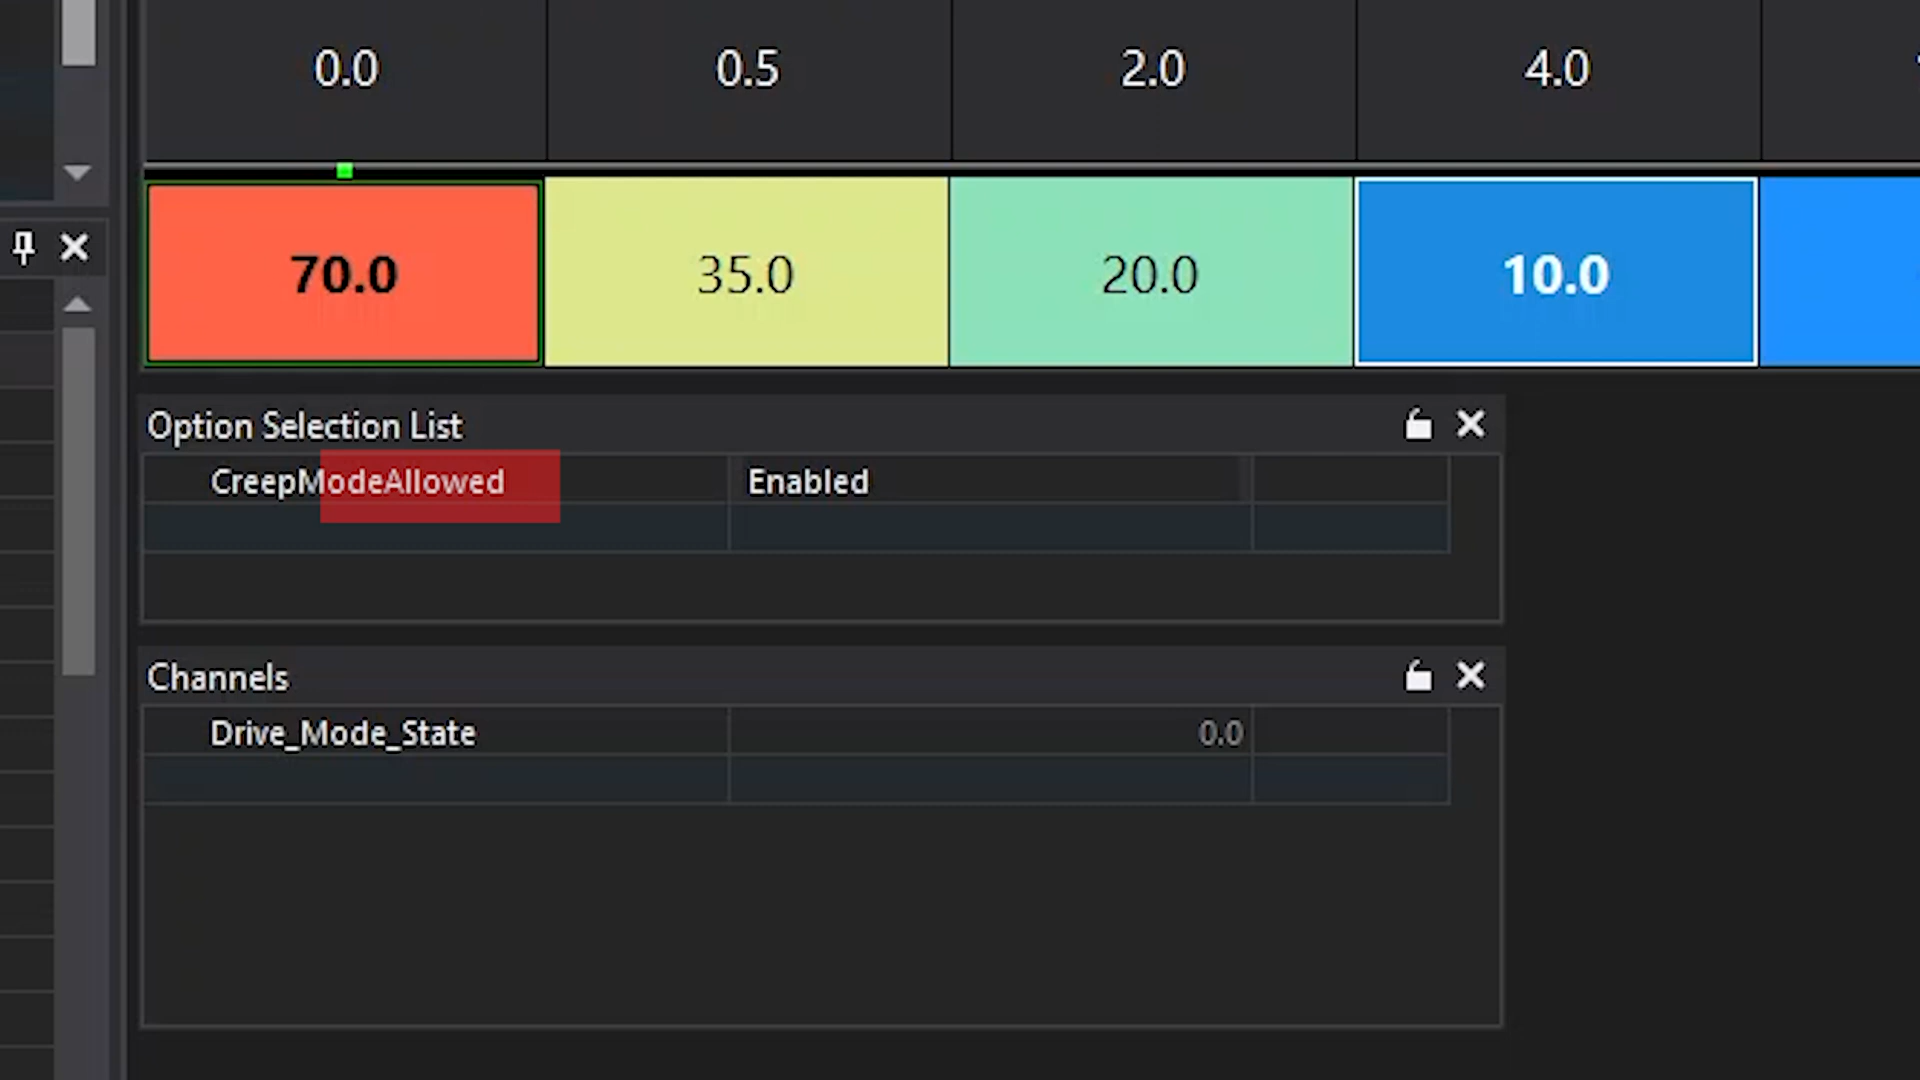 0.0 0.5 2.0 4.0
70.0 35.0 20.0 10.0
Option Selection List
CreepModeAllowed Enabled
Channels
Drive_Mode_State 0.0